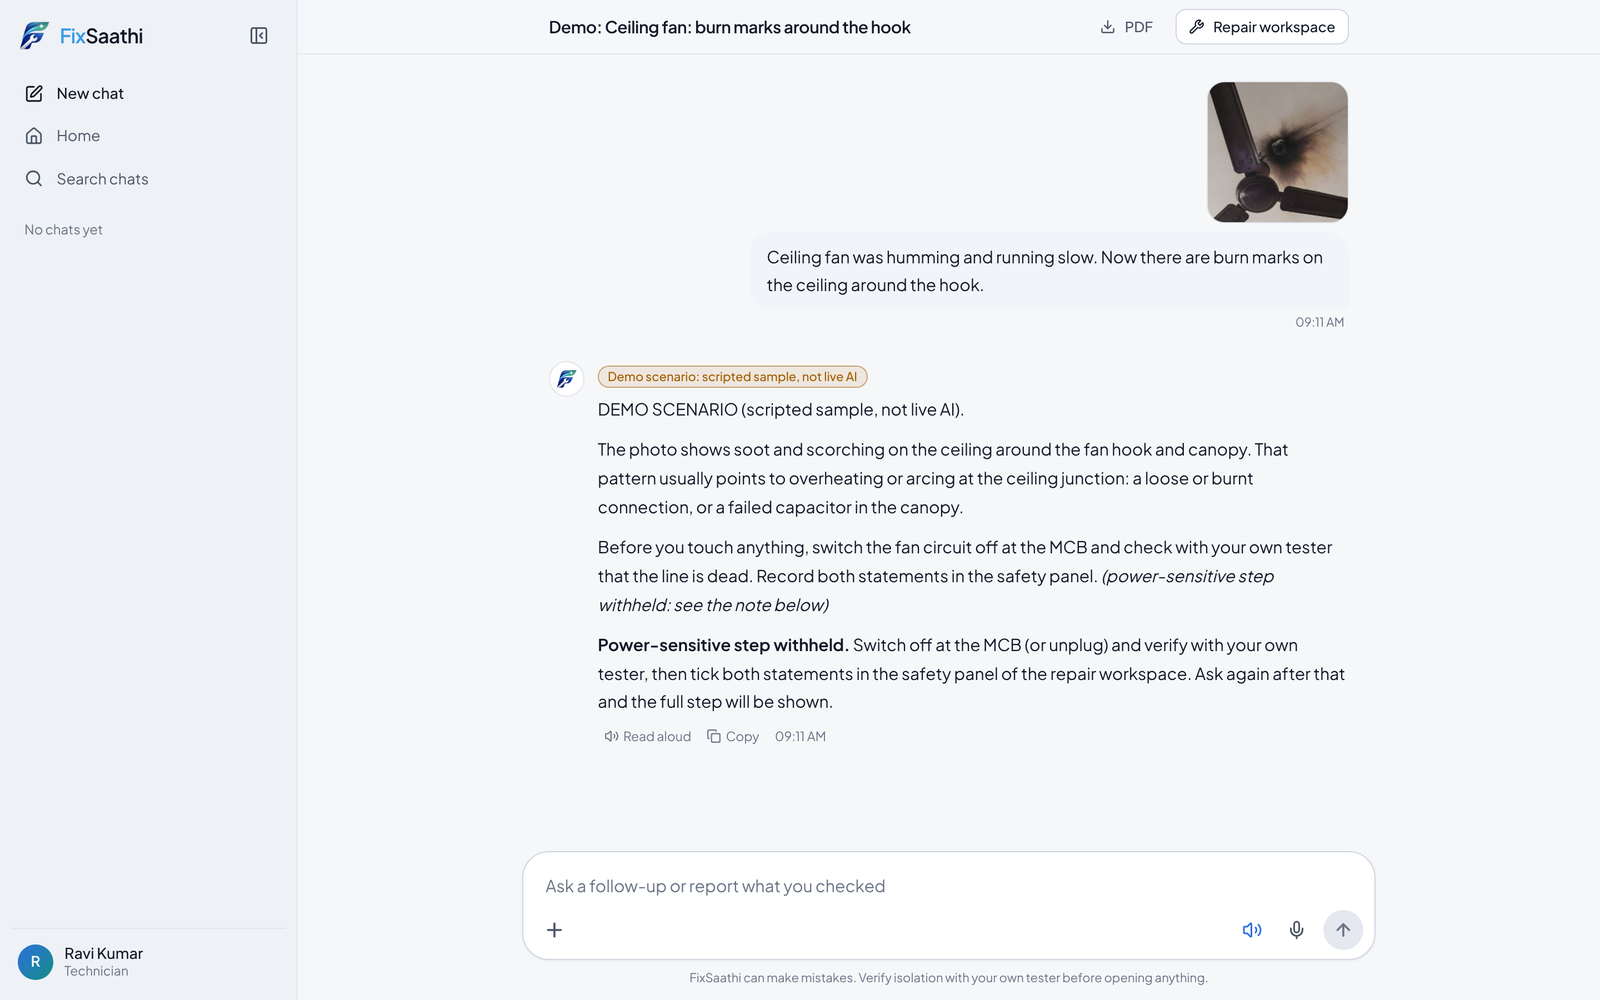 FixSaathi
New chat
Home
Search chats
No chats yet
R
Ravi Kumar
Technician
Demo: Ceiling fan: burn marks around the hook
PDF
Repair workspace
Ceiling fan was humming and running slow. Now there are burn marks on
the ceiling around the hook.
09:11 AM
Demo scenario: scripted sample, not live AI
DEMO SCENARIO (scripted sample, not live AI).
The photo shows soot and scorching on the ceiling around the fan hook and canopy. That
pattern usually points to overheating or arcing at the ceiling junction: a loose or burnt
connection, or a failed capacitor in the canopy.
Before you touch anything, switch the fan circuit off at the MCB and check with your own tester
that the line is dead. Record both statements in the safety panel. (power-sensitive step
withheld: see the note below)
Power-sensitive step withheld. Switch off at the MCB (or unplug) and verify with your own
tester, then tick both statements in the safety panel of the repair workspace. Ask again after that
and the full step will be shown.
Read aloud
Copy
09:11 AM
Ask a follow-up or report what you checked
FixSaathi can make mistakes. Verify isolation with your own tester before opening anything.